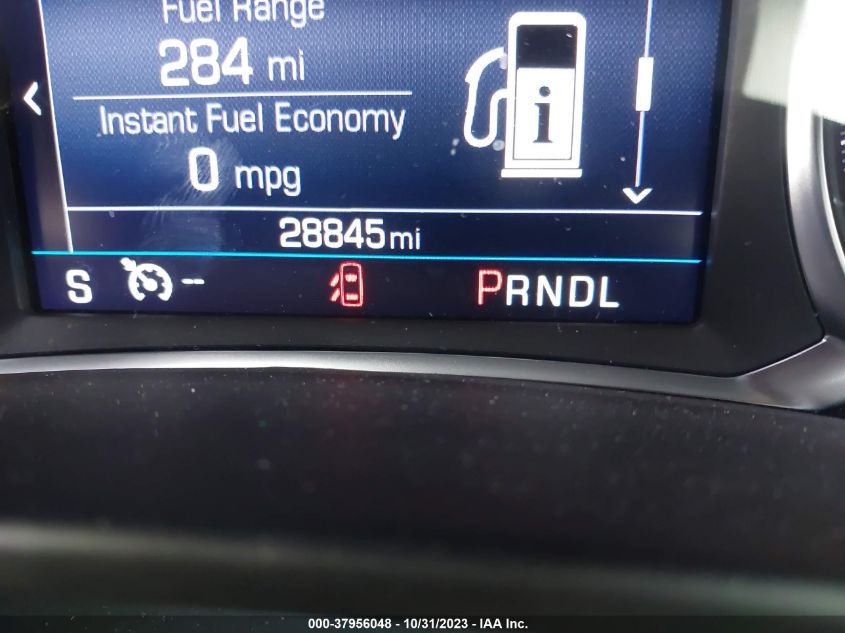 Fuel Range
284 mi
Instant Fuel Economy
0 mpg
28845 mi
S -- PRNDL
000-37956048 - 10/31/2023 - IAA Inc.